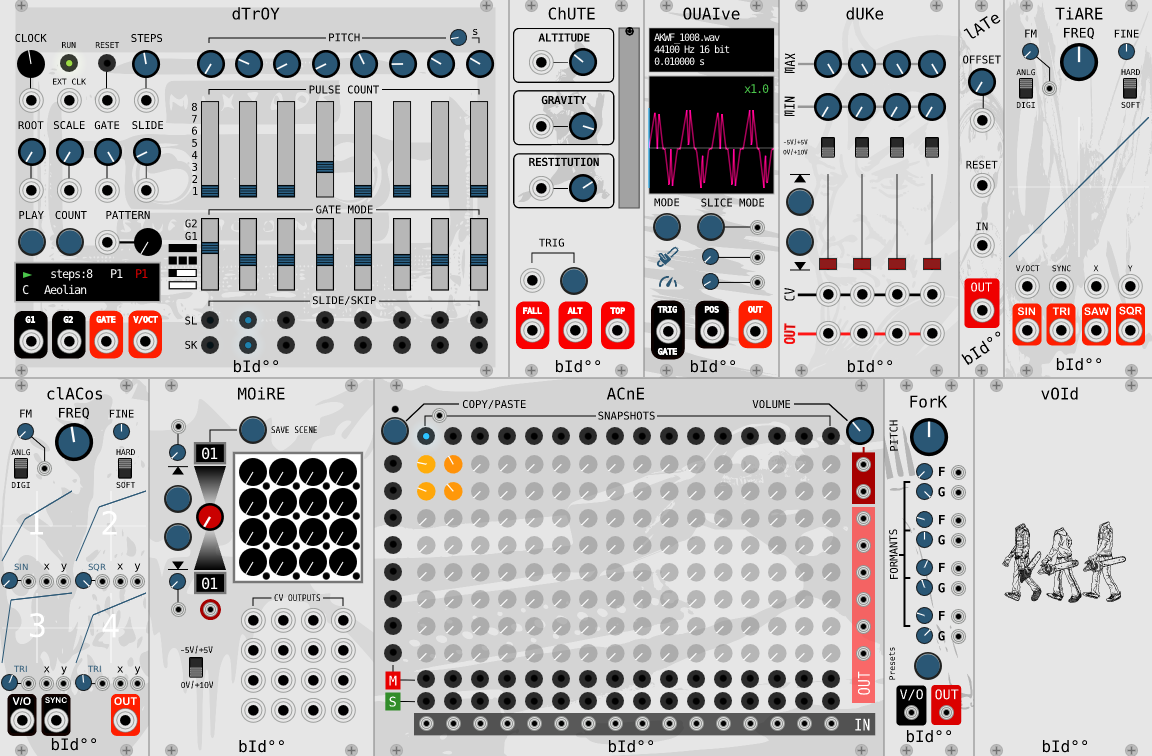 dTrOY
CLOCK
RUN
RESET
STEPS
PITCH
s
EXT CLK
PULSE COUNT
8
7
6
5
4
3
2
1
ROOT
SCALE
GATE
SLIDE
PLAY
COUNT
PATTERN
GATE MODE
G2
G1
steps:8 P1 P1
C Aeolian
SLIDE/SKIP
SL
SK
G1
G2
GATE
V/OCT
bId°°
ChUTE
ALTITUDE
GRAVITY
RESTITUTION
TRIG
FALL
ALT
TOP
bId°°
OUAIve
AKWF_1008.wav
44100 Hz 16 bit
0.010000 s
x1.0
MODE
SLICE MODE
TRIG
GATE
POS
OUT
bId°°
dUKe
MAX
MIN
-5V/+5V
0V/+10V
CV
OUT
bId°°
lATe
OFFSET
RESET
IN
OUT
bId°°
TiARE
FM
FREQ
FINE
ANLG
DIGI
HARD
SOFT
V/OCT
SYNC
X
Y
SIN
TRI
SAW
SQR
bId°°
clACos
FM
FREQ
FINE
ANLG
DIGI
HARD
SOFT
1
2
SIN
x
y
SQR
x
y
3
4
TRI
x
y
TRI
x
y
V/O
SYNC
OUT
bId°°
MOiRE
SAVE SCENE
01
01
CV OUTPUTS
-5V/+5V
0V/+10V
bId°°
ACnE
COPY/PASTE
SNAPSHOTS
VOLUME
M
S
OUT
IN
bId°°
ForK
PITCH
F
G
F
G
F
G
F
G
FORMANTS
Presets
V/O
OUT
bId°°
vOId